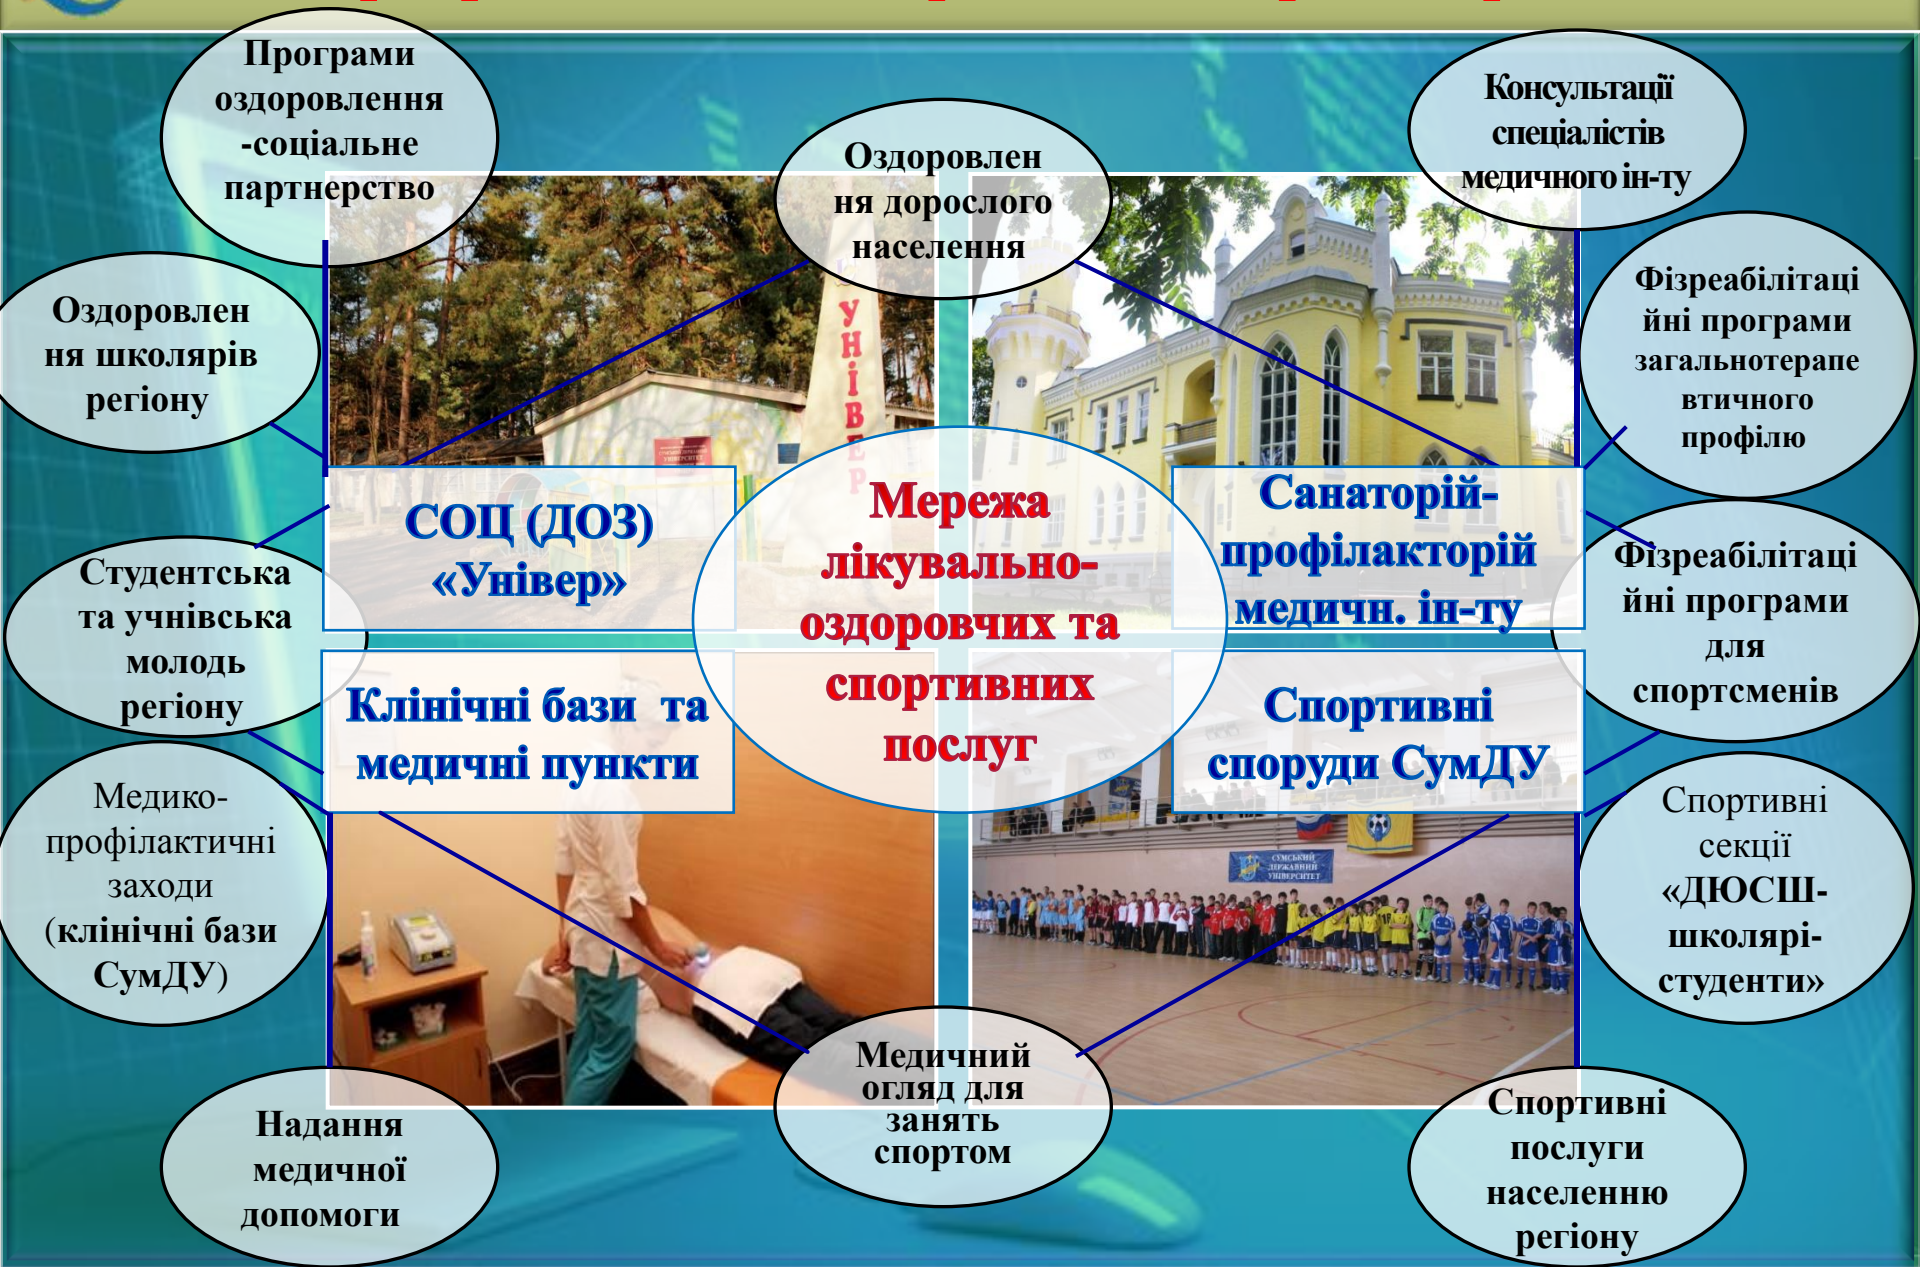 Програми
оздоровлення
-соціальне
партнерство
Оздоровлен
ня дорослого
населення
Консультації
спеціалістів
медичного ін-ту
Оздоровлен
ня школярів
регіону
Фізреабілітаці
йні програми
загальнотерапе
втичного
профілю
УНіВЕР
СОЦ (ДОЗ)
«Універ»
Мережа
лікувально-
оздоровчих та
спортивних
послуг
Санаторій-
профілакторій
медичн. ін-ту
Студентська
та учнівська
молодь
регіону
Фізреабілітаці
йні програми
для
спортсменів
Клінічні бази та
медичні пункти
Спортивні
споруди СумДУ
Медико-
профілактичні
заходи
(клінічні бази
СумДУ)
СУМСЬКИЙ
ДЕРЖАВНИЙ
УНІВЕРСИТЕТ
Спортивні
секції
«ДЮСШ-
школярі-
студенти»
Надання
медичної
допомоги
Медичний
огляд для
занять
спортом
Спортивні
послуги
населенню
регіону